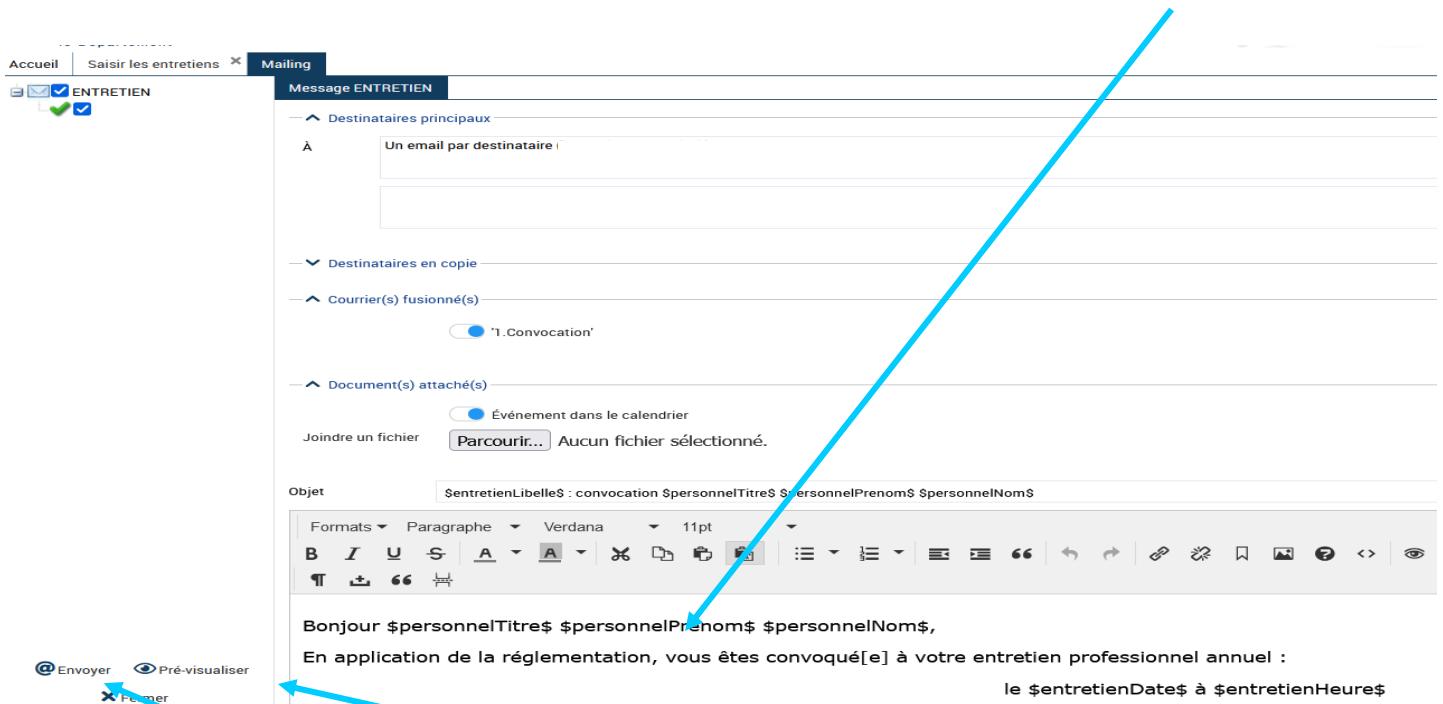 Accueil Saisir les entretiens Mailing
ENTRETIEN
Message ENTRETIEN
Destinataires principaux
À Un email par destinataire
Destinataires en copie
Courrier(s) fusionné(s)
'1.Convocation'
Document(s) attaché(s)
Événement dans le calendrier
Joindre un fichier Parcourir... Aucun fichier sélectionné.
Objet $entretienLibelle$ : convocation $personnelTitre$ $personnelPrenom$ $personnelNom$
Formats Paragraphe Verdana 11pt
Bonjour $personnelTitre$ $personnelPrenom$ $personnelNom$,
En application de la réglementation, vous êtes convoqué[e] à votre entretien professionnel annuel :
le $entretienDate$ à $entretienHeure$
Envoyer Pré-visualiser
Fermer